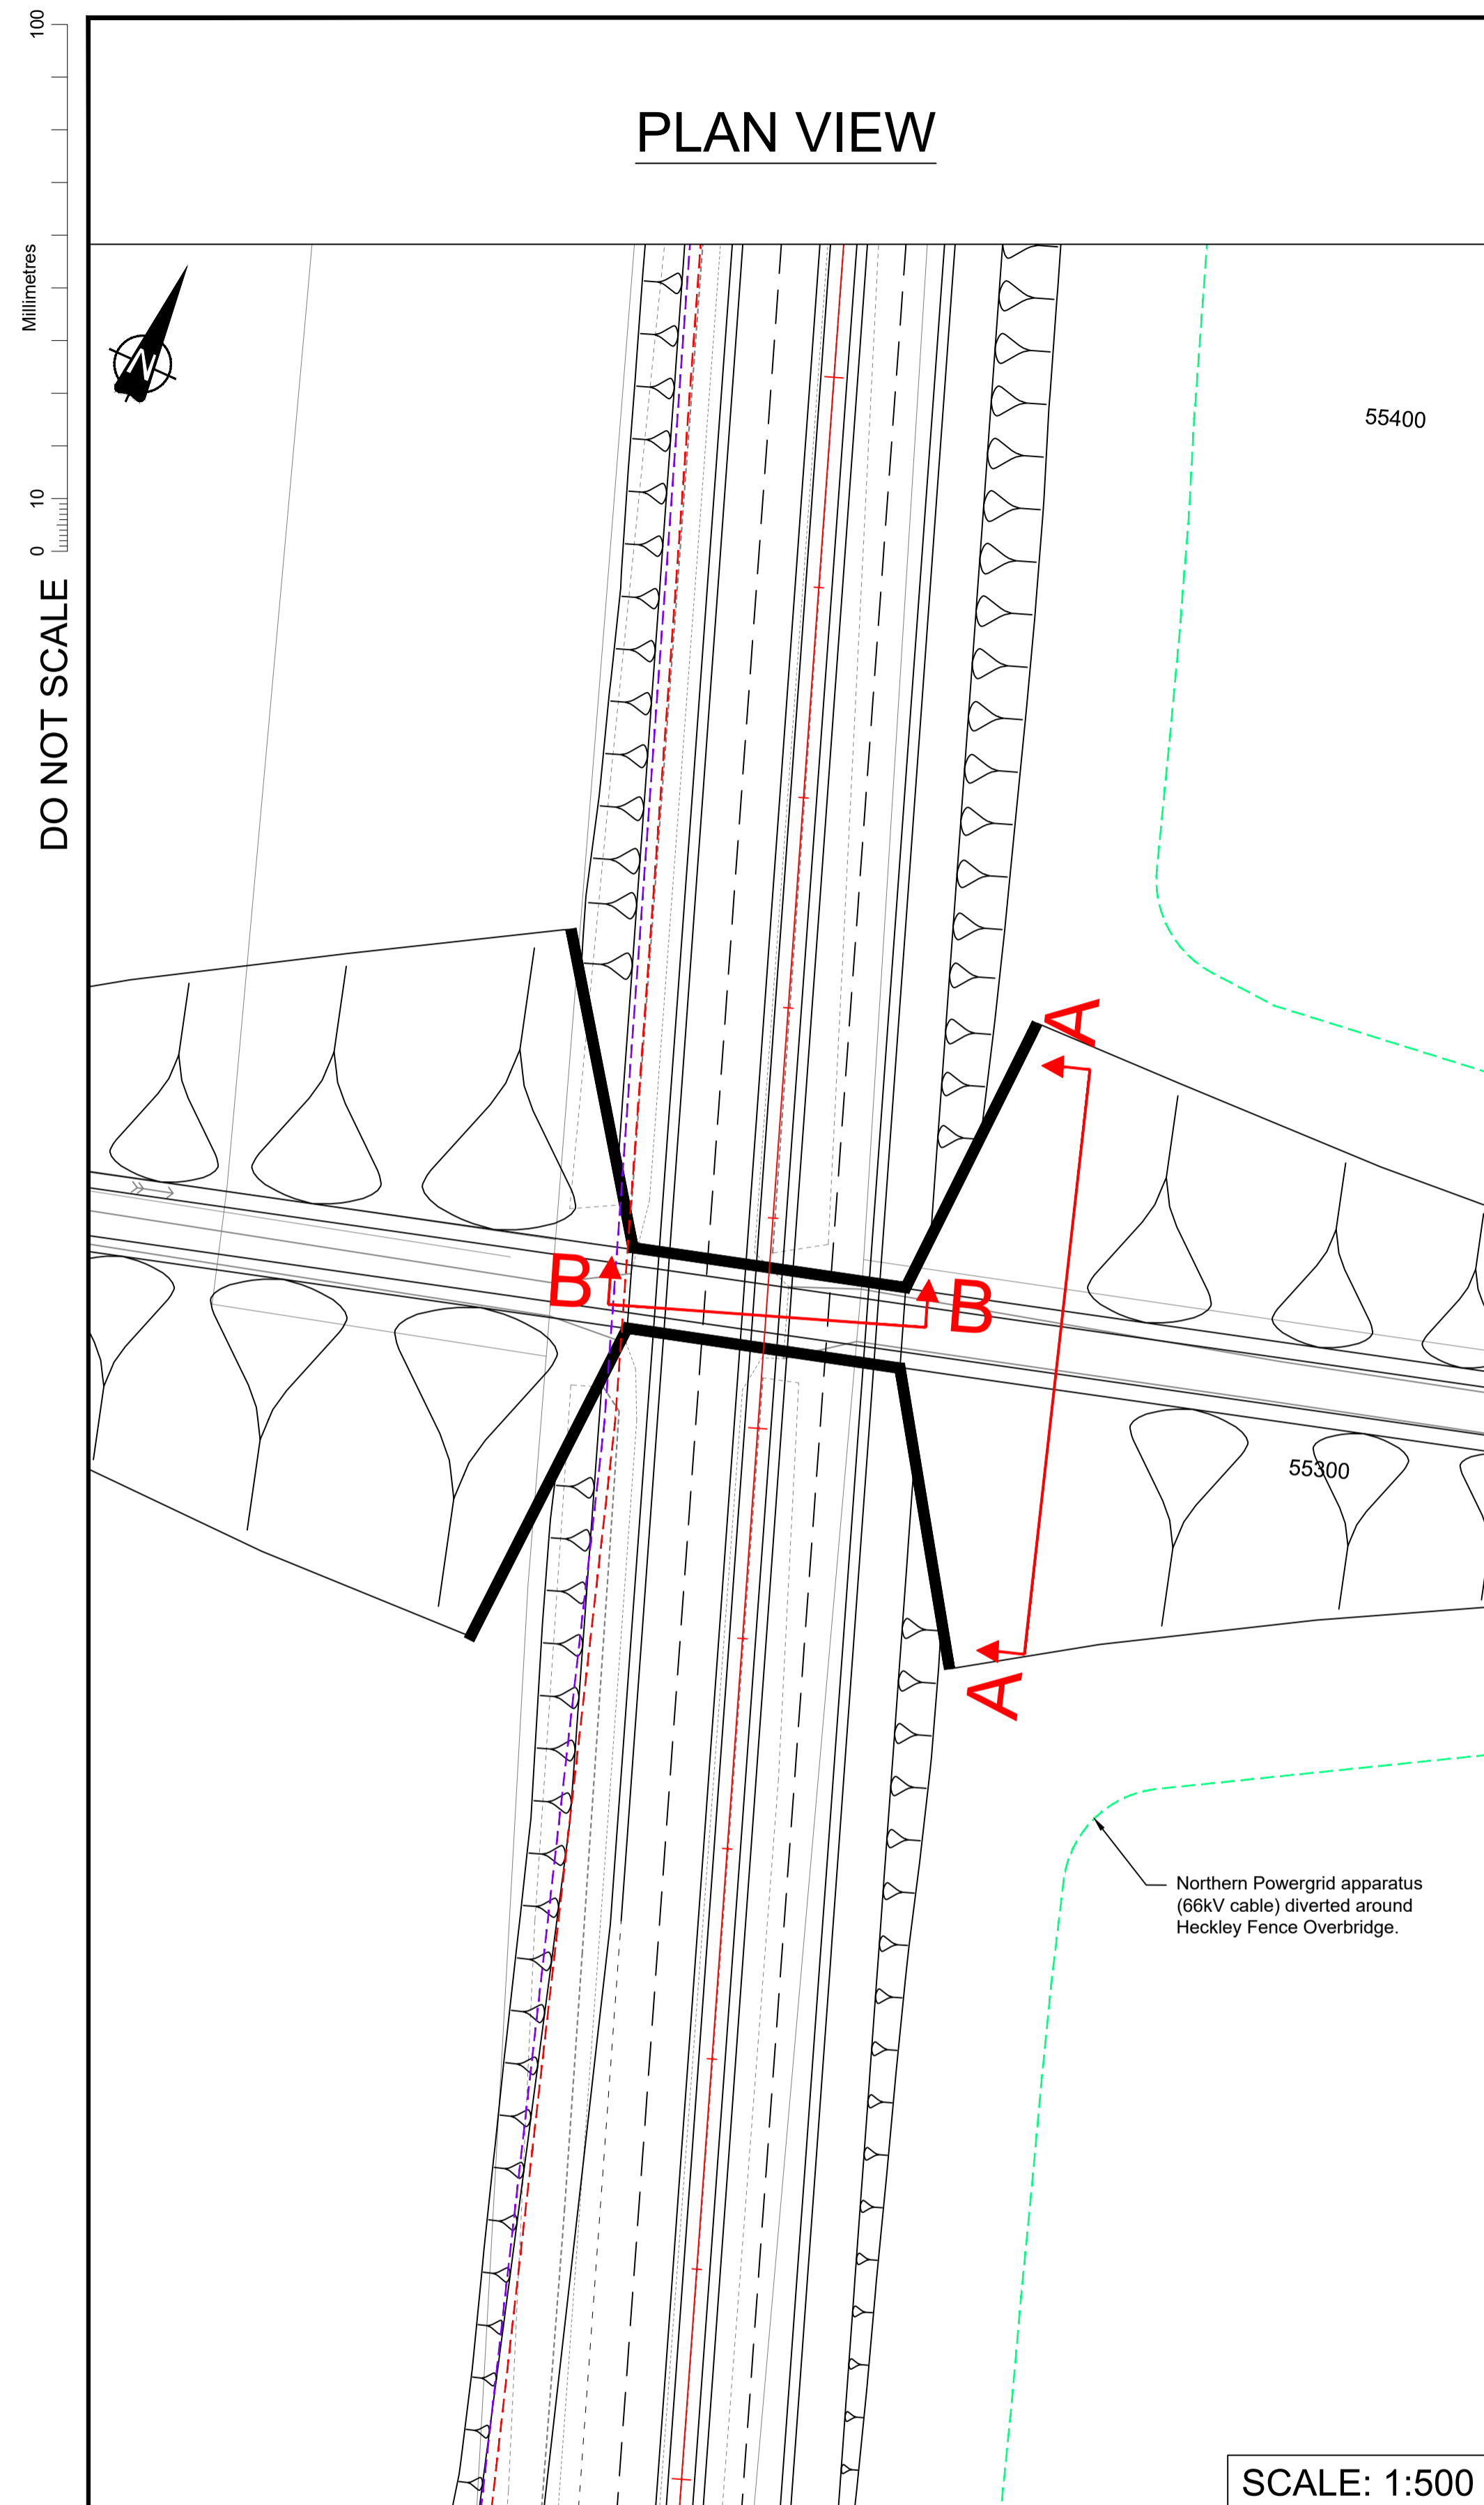 100
PLAN VIEW
Millimetres
N
55400
10
0
DO NOT SCALE
A
B
B
55300
A
Northern Powergrid apparatus
(66kV cable) diverted around
Heckley Fence Overbridge.
SCALE: 1:500